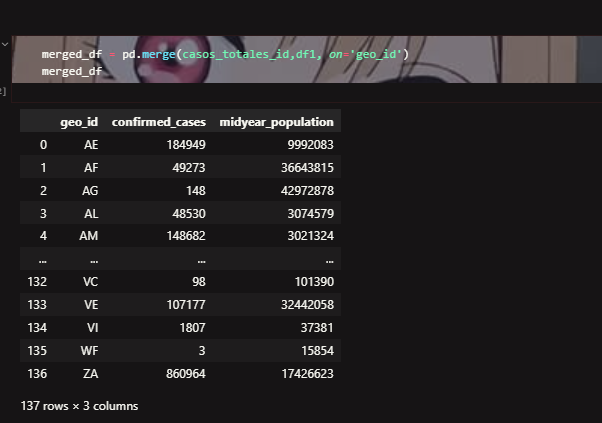 merged_df = pd.merge(casos_totales_id,df1, on='geo_id')
merged_df
]
geo_id confirmed_cases midyear_population
0 AE 184949 9992083
1 AF 49273 36643815
2 AG 148 42972878
3 AL 48530 3074579
4 AM 148682 3021324
... ... ... ...
132 VC 98 101390
133 VE 107177 32442058
134 VI 1807 37381
135 WF 3 15854
136 ZA 860964 17426623
137 rows × 3 columns